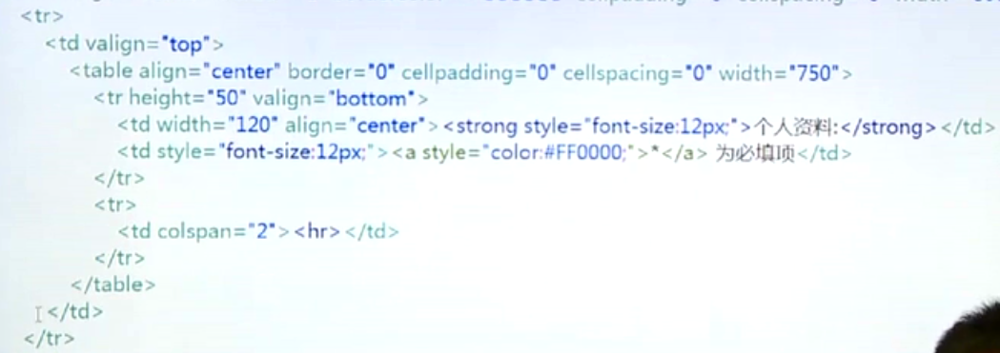 <tr>
<td valign="top">
<table align="center" border="0" cellpadding="0" cellspacing="0" width="750">
<tr height="50" valign="bottom">
<td width="120" align="center"><strong style="font-size:12px;">个人资料:</strong></td>
<td style="font-size:12px;"><a style="color:#FF0000;">*</a> 为必填项</td>
</tr>
<tr>
<td colspan="2"><hr></td>
</tr>
</table>
</td>
</tr>